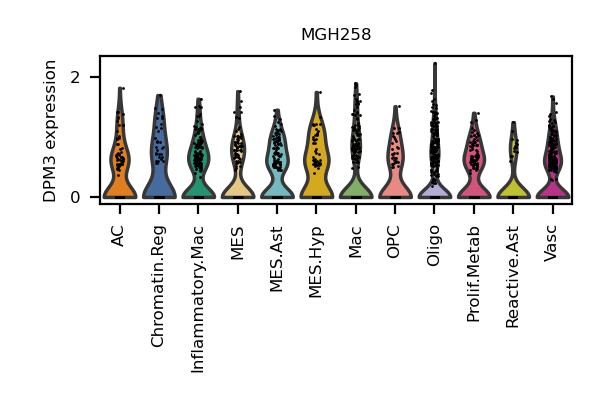 MGH258
DPM3 expression
2
0
AC
Chromatin.Reg
Inflammatory.Mac
MES
MES.Ast
MES.Hyp
Mac
OPC
Oligo
Prolif.Metab
Reactive.Ast
Vasc